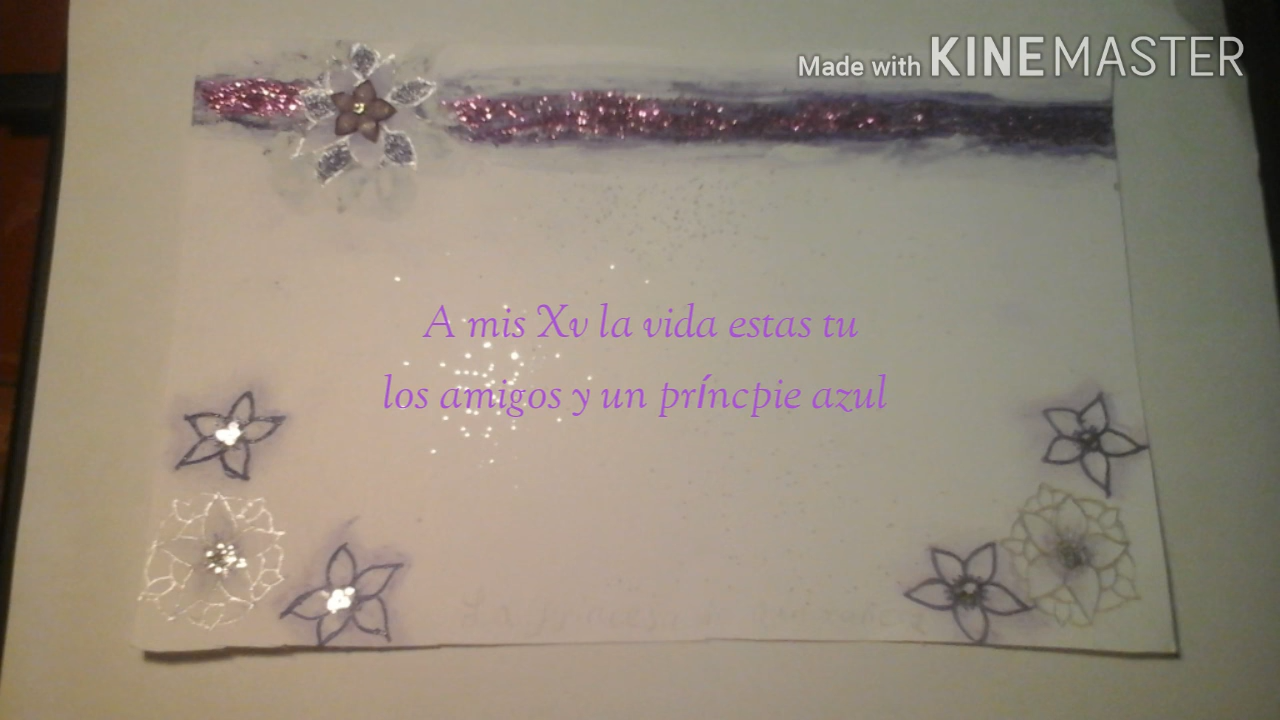 Made with KINEMASTER
A mis Xv la vida estas tu
los amigos y un príncpie azul